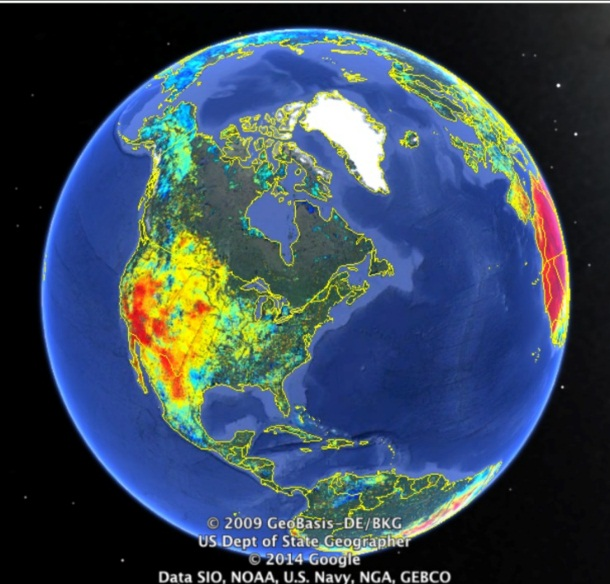 © 2009 GeoBasis-DE/BKG
US Dept of State Geographer
© 2014 Google
Data SIO, NOAA, U.S. Navy, NGA, GEBCO